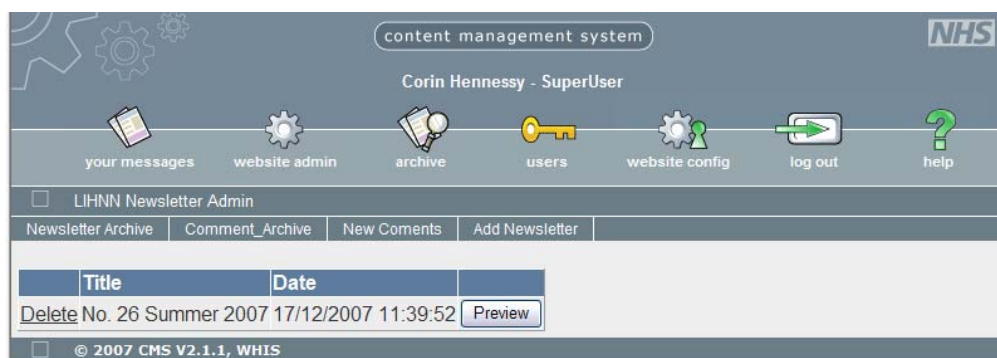 content management system
NHS
Corin Hennessy - SuperUser
your messages website admin archive users website config log out help
LIHNN Newsletter Admin
Newsletter Archive Comment_Archive New Coments Add Newsletter
Title Date
Delete No. 26 Summer 2007 17/12/2007 11:39:52 Preview
© 2007 CMS V2.1.1, WHIS